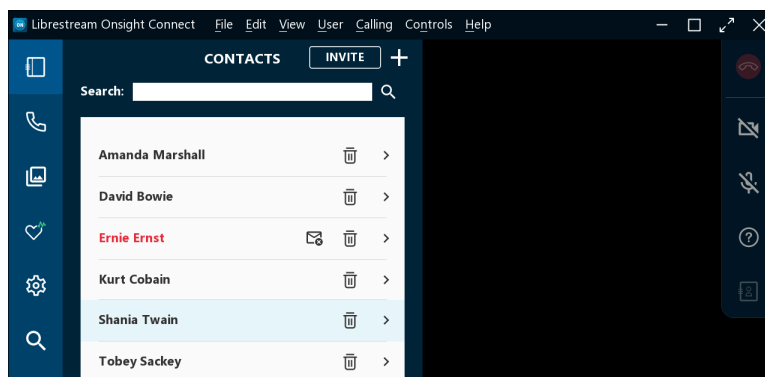 ON Librestream Onsight Connect File Edit View User Calling Controls Help
CONTACTS INVITE
Search:
Amanda Marshall
David Bowie
Ernie Ernst
Kurt Cobain
Shania Twain
Tobey Sackey